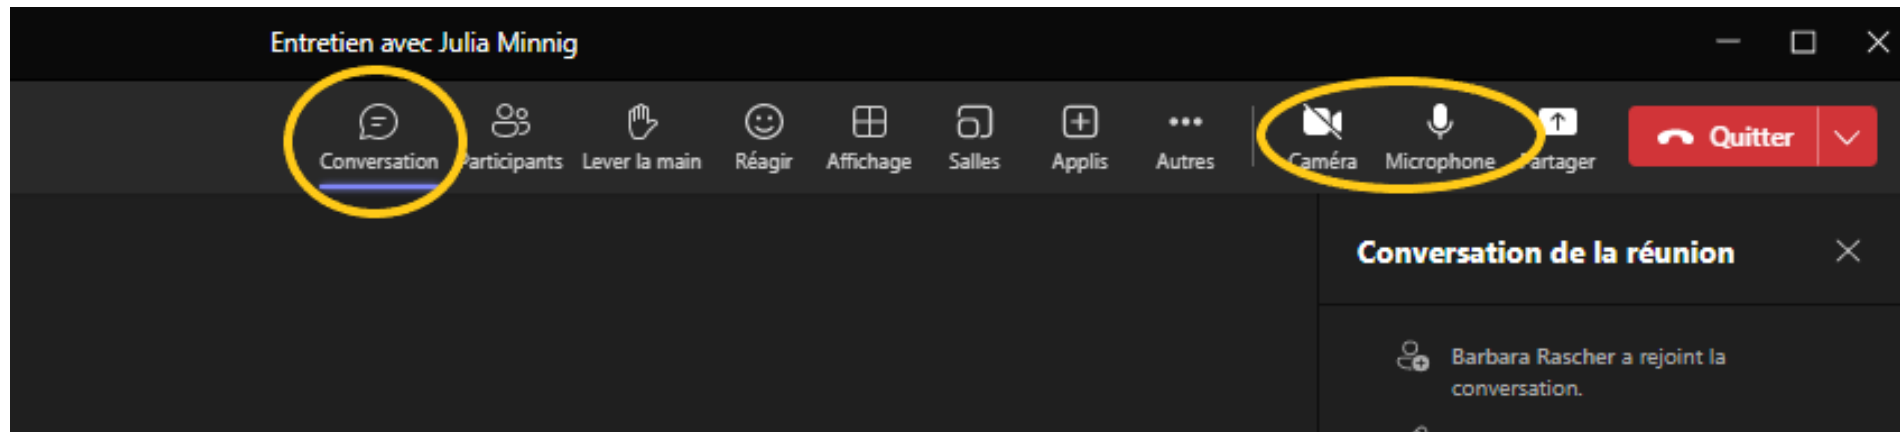 Entretien avec Julia Minnig
Conversation Participants Lever la main Réagir Affichage Salles Applis Autres Caméra Microphone Partager Quitter
Conversation de la réunion
Barbara Rascher a rejoint la
conversation.